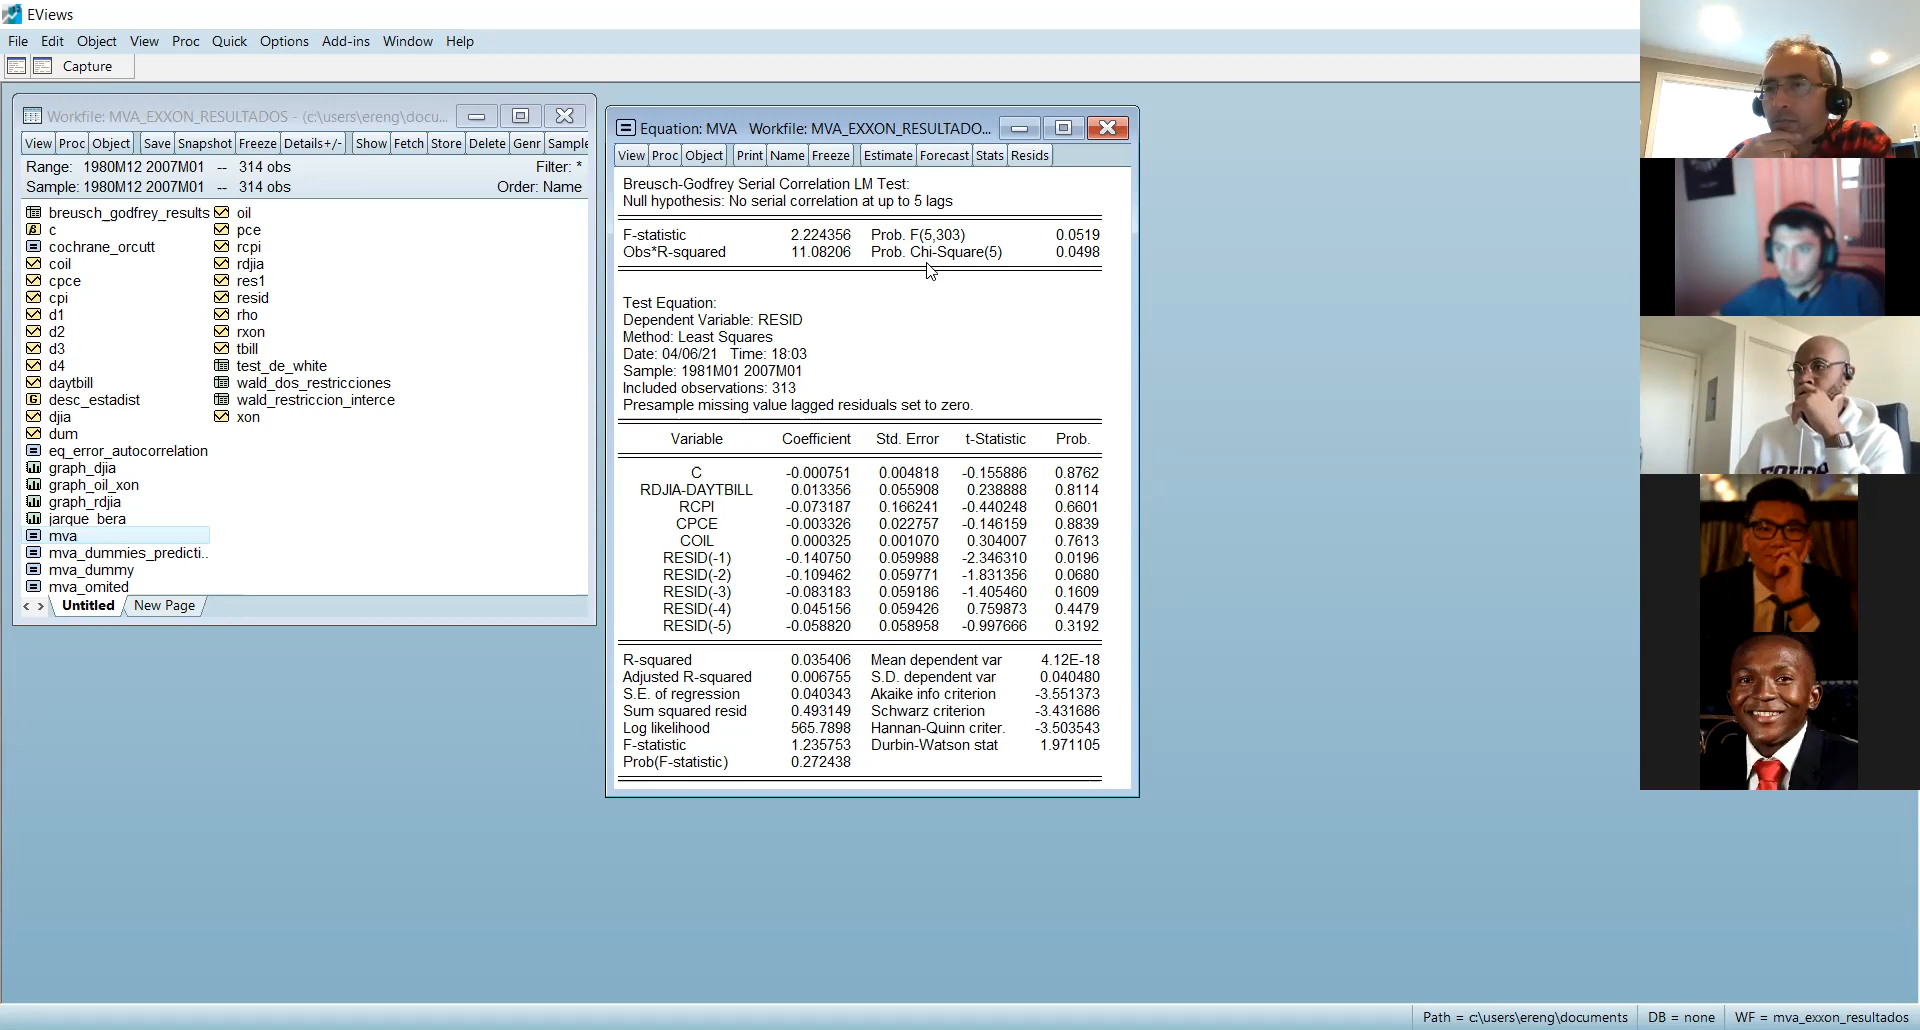 EViews
File Edit Object View Proc Quick Options Add-ins Window Help
Capture
Workfile: MVA_EXXON_RESULTADOS - (c:\users\ereng\docu...
View Proc Object Save Snapshot Freeze Details+/- Show Fetch Store Delete Genr Sample
Range: 1980M12 2007M01 -- 314 obs Filter: *
Sample: 1980M12 2007M01 -- 314 obs Order: Name
breusch_godfrey_results
c
cochrane_orcutt
coil
cpce
cpi
d1
d2
d3
d4
daytbill
desc_estadist
djia
dum
eq_error_autocorrelation
graph_djia
graph_oil_xon
graph_rdjia
jarque_bera
mva
mva_dummies_predicti..
mva_dummy
mva_omited
oil
pce
rcpi
rdjia
res1
resid
rho
rxon
tbill
test_de_white
wald_dos_restricciones
wald_restriccion_interce
xon
< > Untitled New Page
Equation: MVA Workfile: MVA_EXXON_RESULTADO...
View Proc Object Print Name Freeze Estimate Forecast Stats Resids
Breusch-Godfrey Serial Correlation LM Test:
Null hypothesis: No serial correlation at up to 5 lags
F-statistic 2.224356 Prob. F(5,303) 0.0519
Obs*R-squared 11.08206 Prob. Chi-Square(5) 0.0498
Test Equation:
Dependent Variable: RESID
Method: Least Squares
Date: 04/06/21 Time: 18:03
Sample: 1981M01 2007M01
Included observations: 313
Presample missing value lagged residuals set to zero.
Variable Coefficient Std. Error t-Statistic Prob.
C -0.000751 0.004818 -0.155886 0.8762
RDJIA-DAYTBILL 0.013356 0.055908 0.238888 0.8114
RCPI -0.073187 0.166241 -0.440248 0.6601
CPCE -0.003326 0.022757 -0.146159 0.8839
COIL 0.000325 0.001070 0.304007 0.7613
RESID(-1) -0.140750 0.059988 -2.346310 0.0196
RESID(-2) -0.109462 0.059771 -1.831356 0.0680
RESID(-3) -0.083183 0.059186 -1.405460 0.1609
RESID(-4) 0.045156 0.059426 0.759873 0.4479
RESID(-5) -0.058820 0.058958 -0.997666 0.3192
R-squared 0.035406 Mean dependent var 4.12E-18
Adjusted R-squared 0.006755 S.D. dependent var 0.040480
S.E. of regression 0.040343 Akaike info criterion -3.551373
Sum squared resid 0.493149 Schwarz criterion -3.431686
Log likelihood 565.7898 Hannan-Quinn criter. -3.503543
F-statistic 1.235753 Durbin-Watson stat 1.971105
Prob(F-statistic) 0.272438
Path = c:\users\ereng\documents DB = none WF = mva_exxon_resultados